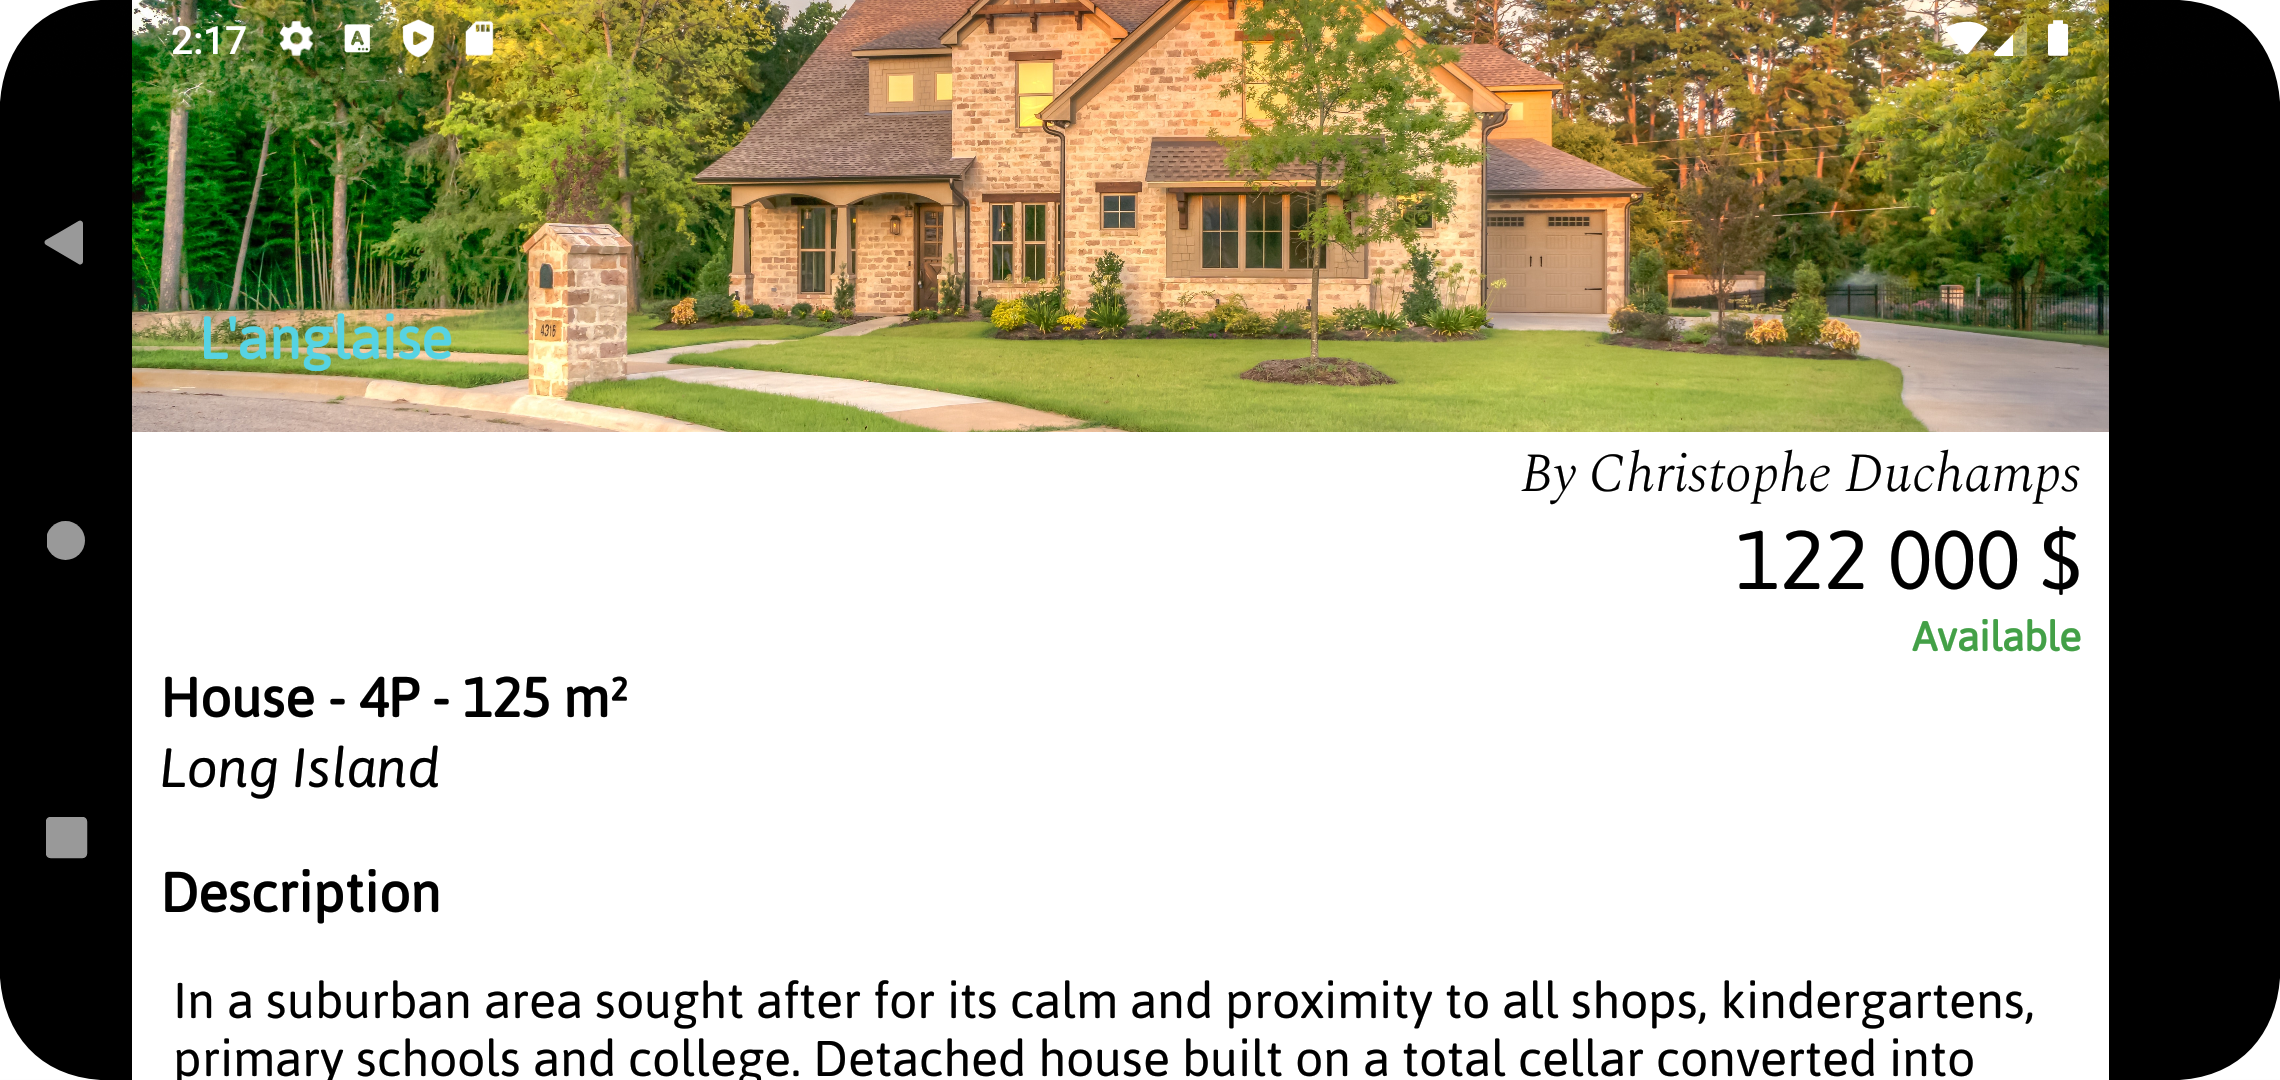 2:17
L'anglaise
4316
By Christophe Duchamps
122 000 $
Available
House - 4P - 125 m²
Long Island
Description
In a suburban area sought after for its calm and proximity to all shops, kindergartens,
primary schools and college. Detached house built on a total cellar converted into